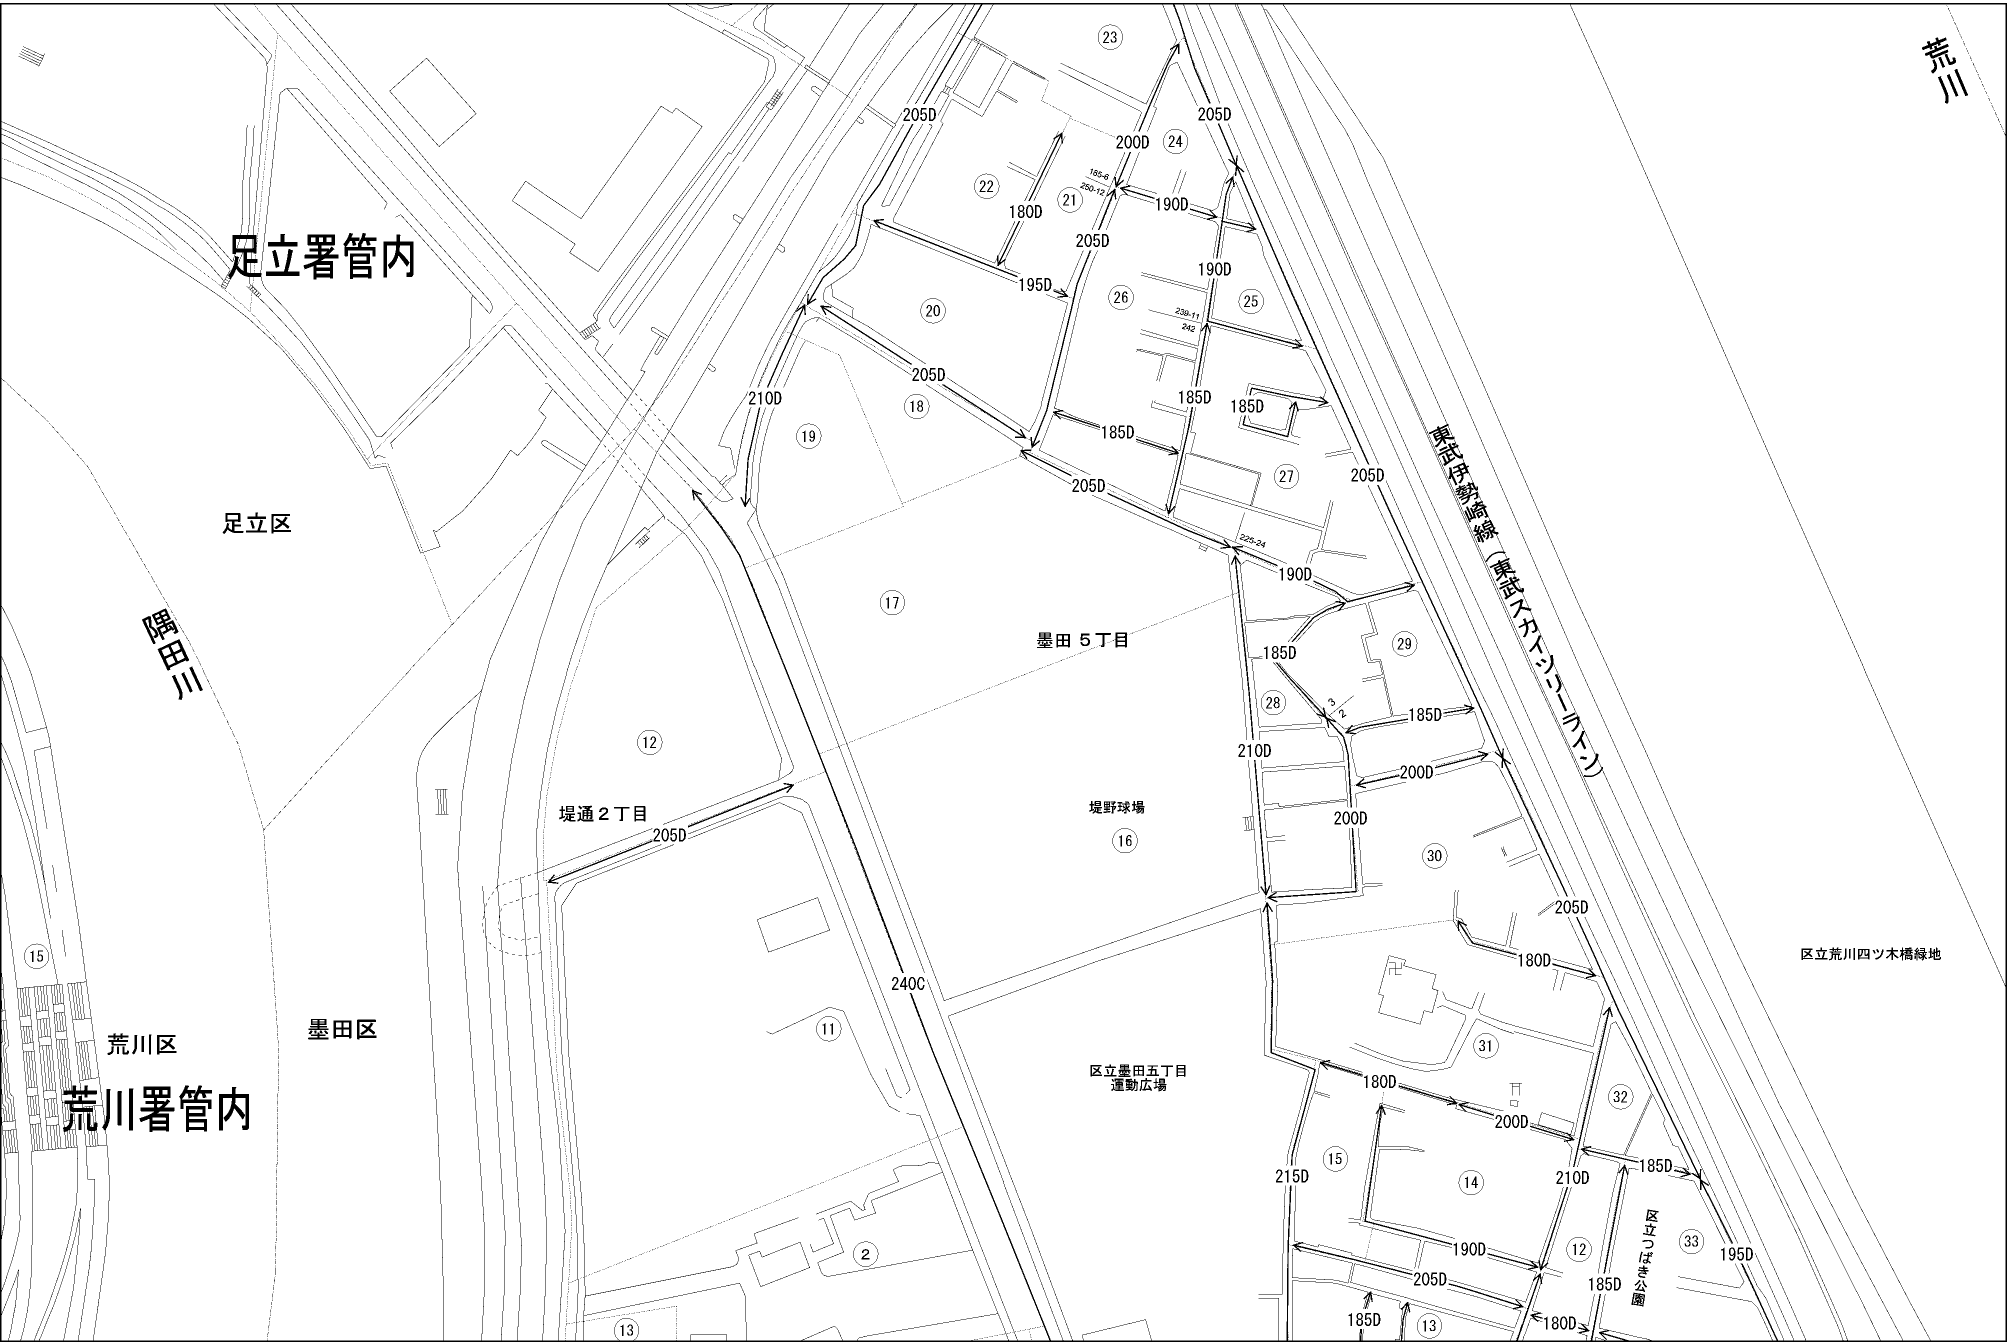 23
荒川
205D
205D
24
200D
165-6
250-12
22
21
190D
180D
205D
足立署管内
190D
195D
26
25
20
239-11
242
205D
210D
185D
185D
18
19
185D
東武伊勢崎線（東武スカイツリーライン）
27
205D
205D
足立区
225-24
190D
17
隅田川
墨田５丁目
185D
29
28
3
2
185D
12
210D
200D
堤野球場
堤通２丁目
205D
200D
16
30
205D
15
180D
区立荒川四ツ木橋緑地
卍
240C
荒川区
墨田区
11
31
区立墨田五丁目
運動広場
180D
荒川署管内
32
200D
15
185D
215D
210D
14
区立つばき公園
12
33
2
190D
195D
205D
185D
185D
13
13
180D